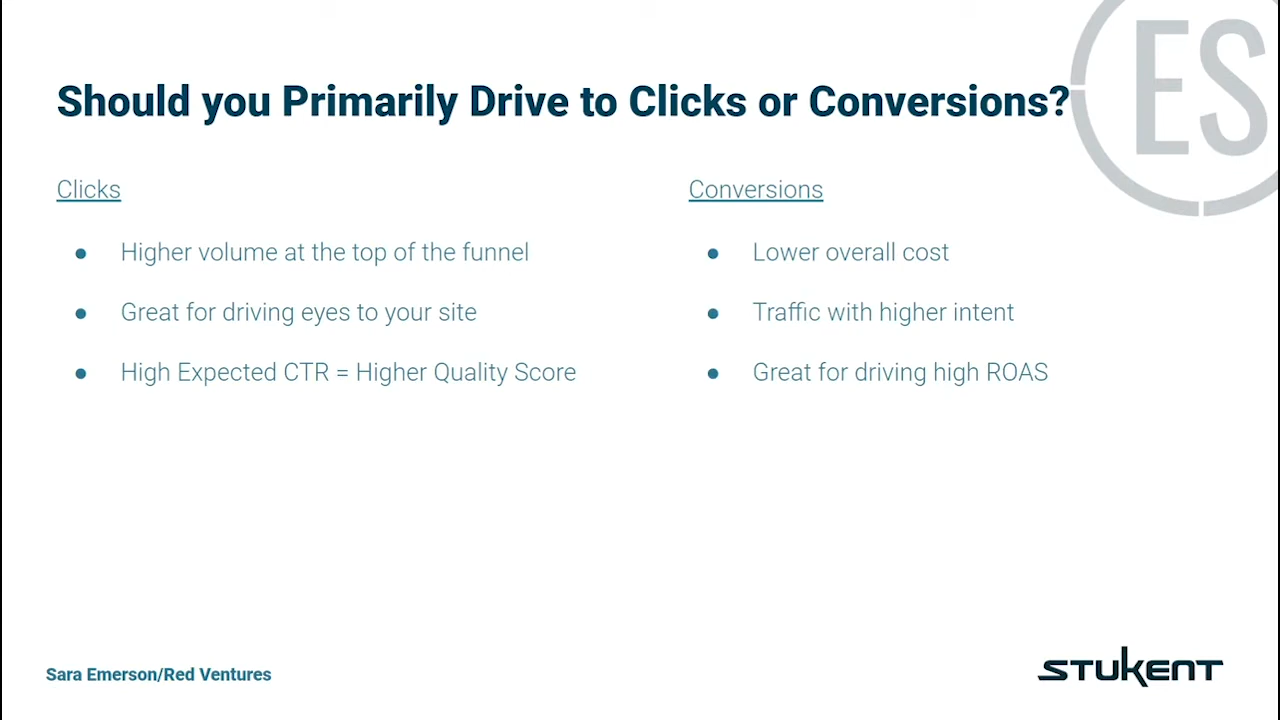 ES
Should you Primarily Drive to Clicks or Conversions?
Clicks
● Higher volume at the top of the funnel
● Great for driving eyes to your site
● High Expected CTR = Higher Quality Score
Conversions
● Lower overall cost
● Traffic with higher intent
● Great for driving high ROAS
Sara Emerson/Red Ventures
STUKENT